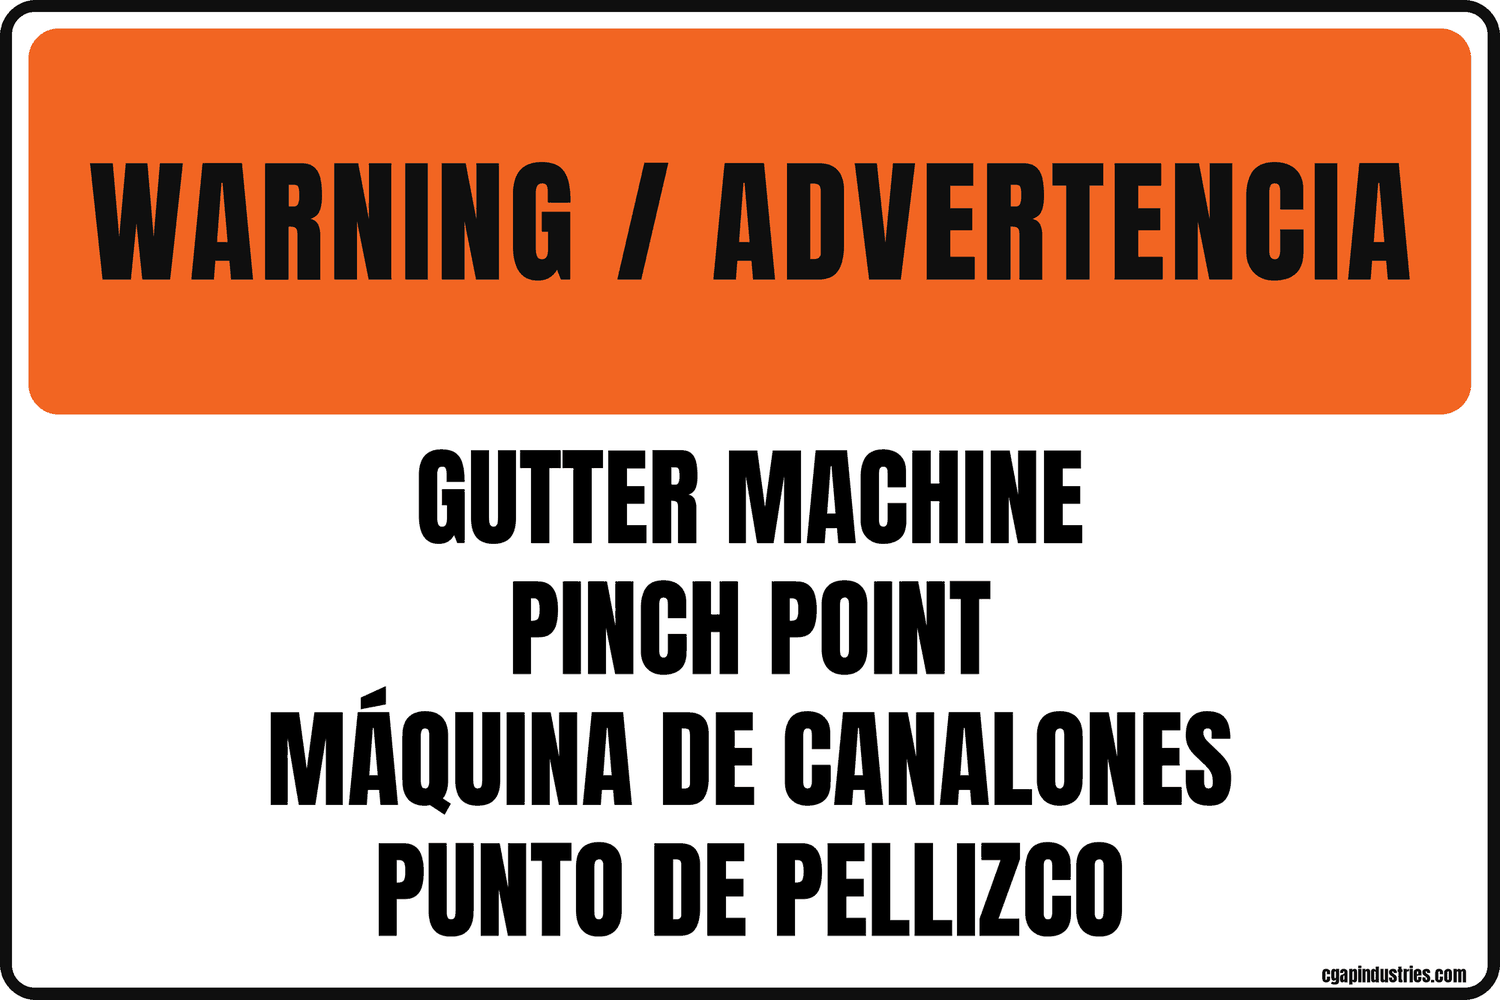 WARNING / ADVERTENCIA
GUTTER MACHINE
PINCH POINT
MÁQUINA DE CANALONES
PUNTO DE PELLIZCO
cgapindustries.com